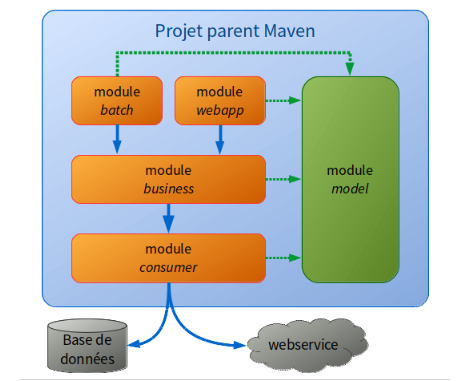 Projet parent Maven
module
batch
module
webapp
module
business
module
model
module
consumer
Base de
données
webservice